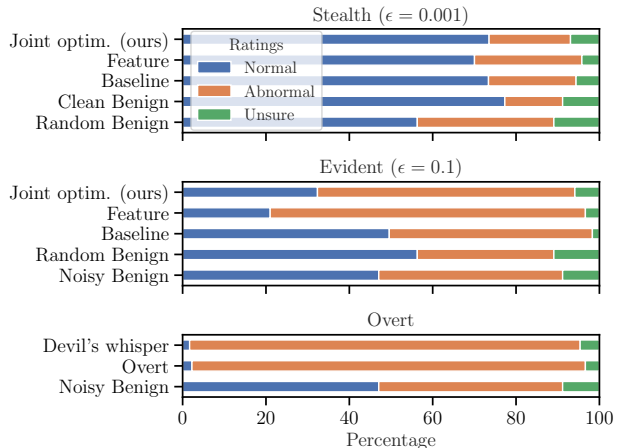 Stealth (ϵ = 0.001)
Joint optim. (ours)
Feature
Baseline
Clean Benign
Random Benign
Ratings
Normal
Abnormal
Unsure
Evident (ϵ = 0.1)
Joint optim. (ours)
Feature
Baseline
Random Benign
Noisy Benign
Overt
Devil's whisper
Overt
Noisy Benign
0 20 40 60 80 100
Percentage